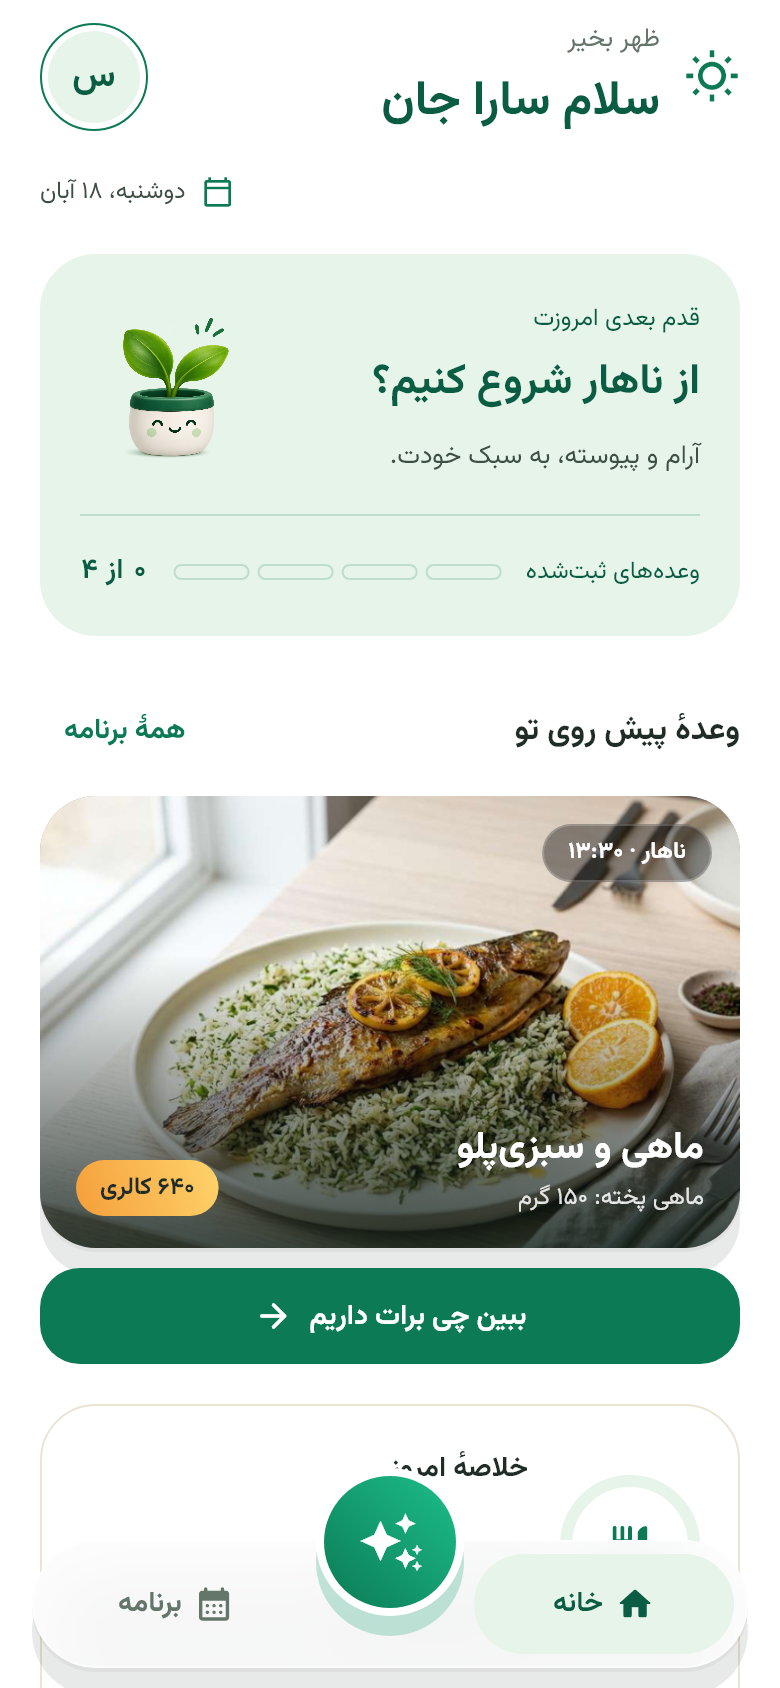 ظهر بخیر
سلام سارا جان
س
دوشنبه، ۱۸ آبان
قدم بعدی امروزت
از ناهار شروع کنیم؟
آرام و پیوسته، به سبک خودت.
وعده‌های ثبت‌شده
۰ از ۴
وعدهٔ پیش روی تو
همهٔ برنامه
ناهار · ۱۳:۳۰
ماهی و سبزی‌پلو
ماهی پخته: ۱۵۰ گرم
۶۴۰ کالری
ببین چی برات داریم
خلاصهٔ امروز
خانه
برنامه